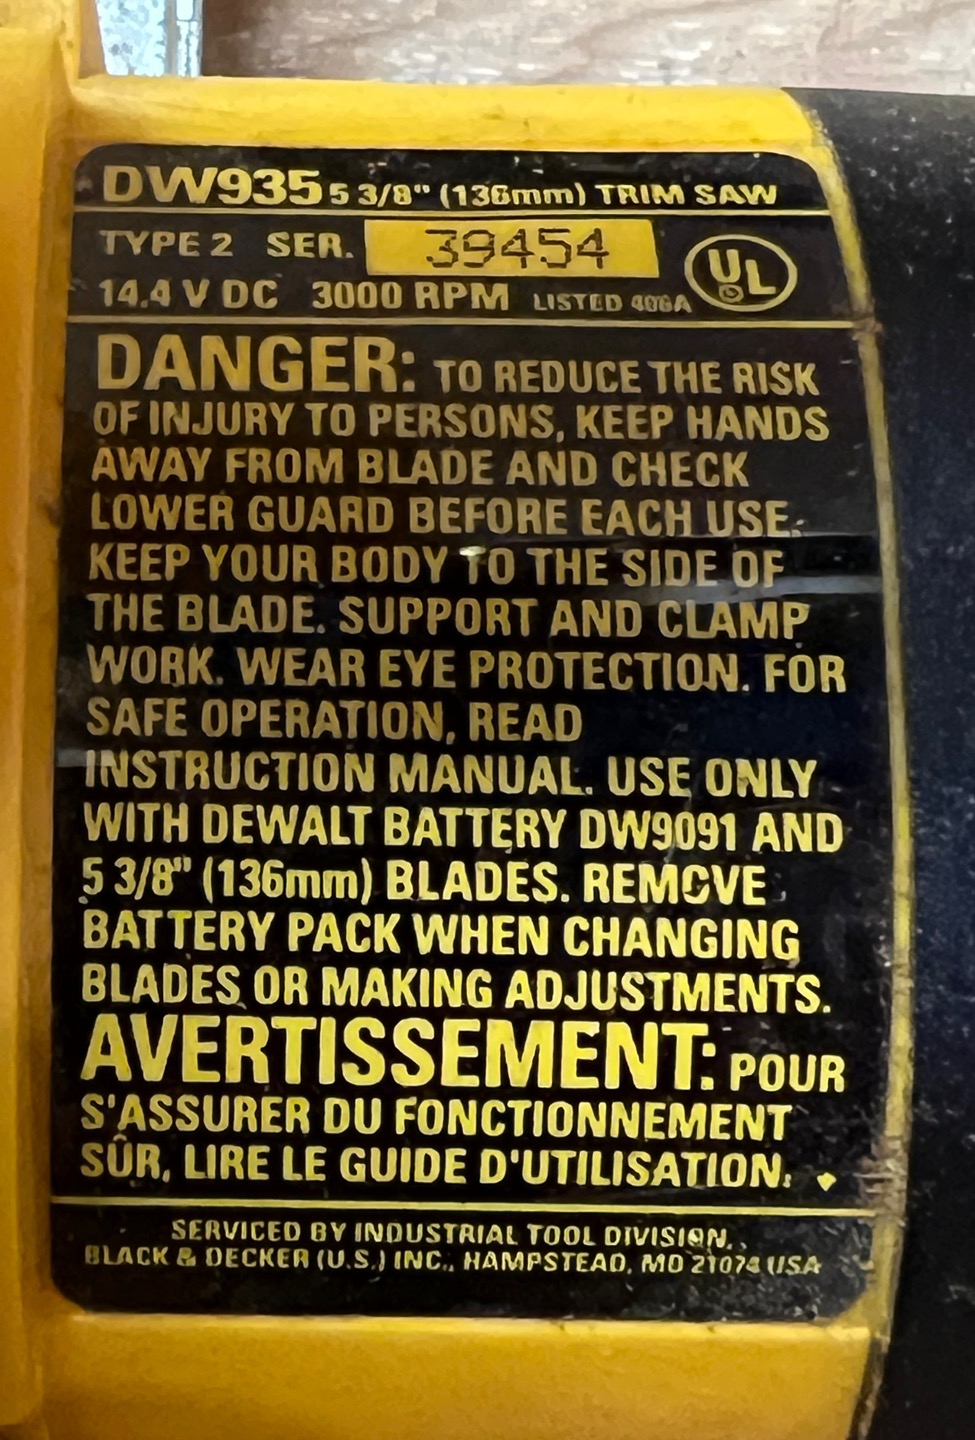 DW935 5 3/8" (136mm) TRIM SAW
TYPE 2 SER. 39454
14.4 V DC 3000 RPM LISTED 406A UL
DANGER: TO REDUCE THE RISK
OF INJURY TO PERSONS, KEEP HANDS
AWAY FROM BLADE AND CHECK
LOWER GUARD BEFORE EACH USE.
KEEP YOUR BODY TO THE SIDE OF
THE BLADE. SUPPORT AND CLAMP
WORK. WEAR EYE PROTECTION. FOR
SAFE OPERATION, READ
INSTRUCTION MANUAL. USE ONLY
WITH DEWALT BATTERY DW9091 AND
5 3/8" (136mm) BLADES. REMOVE
BATTERY PACK WHEN CHANGING
BLADES OR MAKING ADJUSTMENTS.
AVERTISSEMENT: POUR
S'ASSURER DU FONCTIONNEMENT
SÛR, LIRE LE GUIDE D'UTILISATION.
SERVICED BY INDUSTRIAL TOOL DIVISION,
BLACK & DECKER (U.S.) INC., HAMPSTEAD, MD 21074 USA